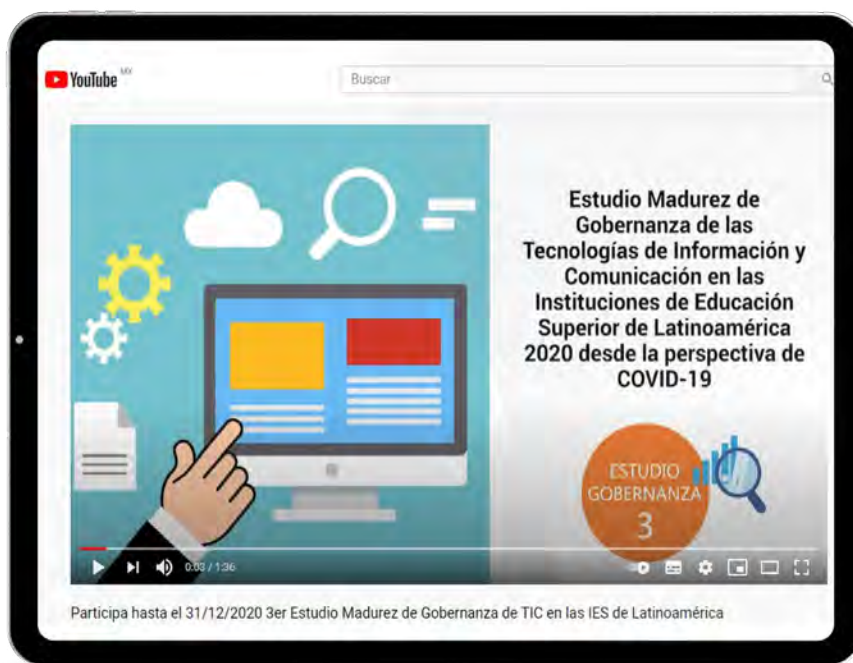 YouTube MX
Buscar
Estudio Madurez de
Gobernanza de las
Tecnologías de Información y
Comunicación en las
Instituciones de Educación
Superior de Latinoamérica
2020 desde la perspectiva de
COVID-19
ESTUDIO
GOBERNANZA
3
0:03 / 1:36
Participa hasta el 31/12/2020 3er Estudio Madurez de Gobernanza de TIC en las IES de Latinoamérica